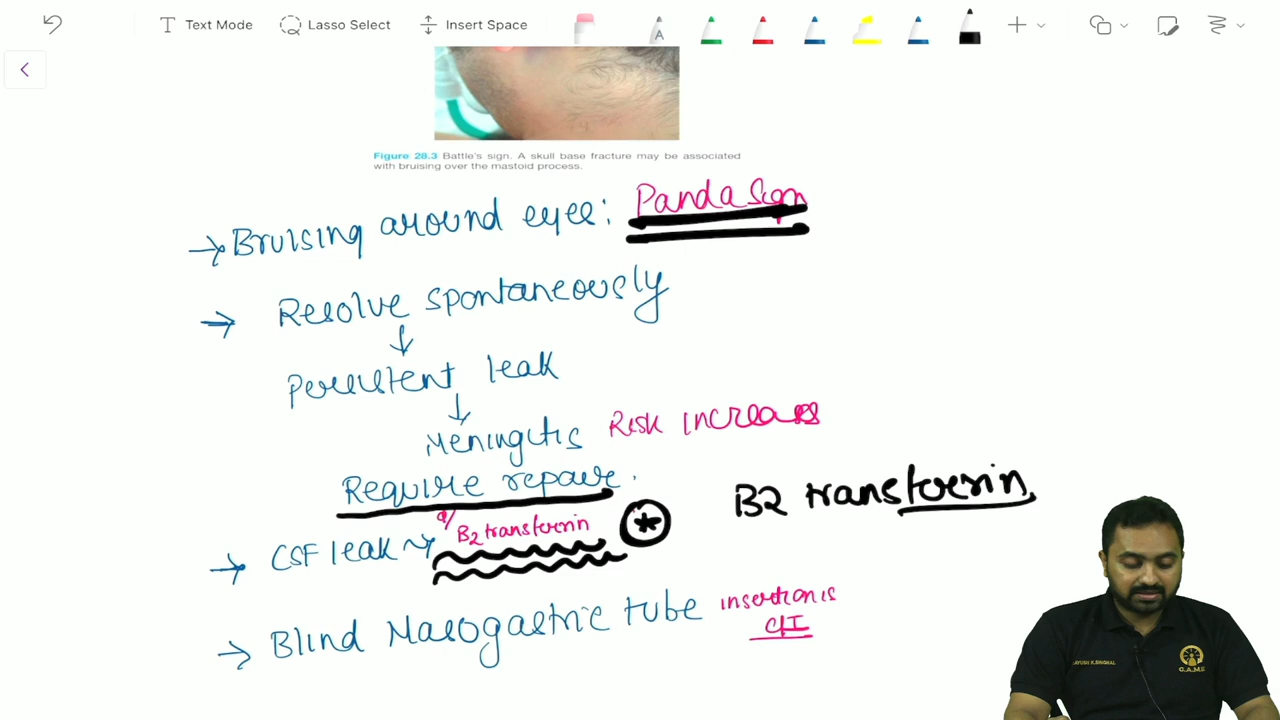 Text Mode
Lasso Select
Insert Space
A
Figure 28.3 Battle's sign. A skull base fracture may be associated
with bruising over the mastoid process.
→ Bruising around eyes: Panda Sign
→ Resolve spontaneously
↓
Persistent leak
↓
Meningitis Risk increases
Require repair.
B2 transferrin
→ CSF leak B2 transferrin
→ Blind Nasogastric tube insertion is
C/I
AYUSH K.SINGHAL
C.A.M.S